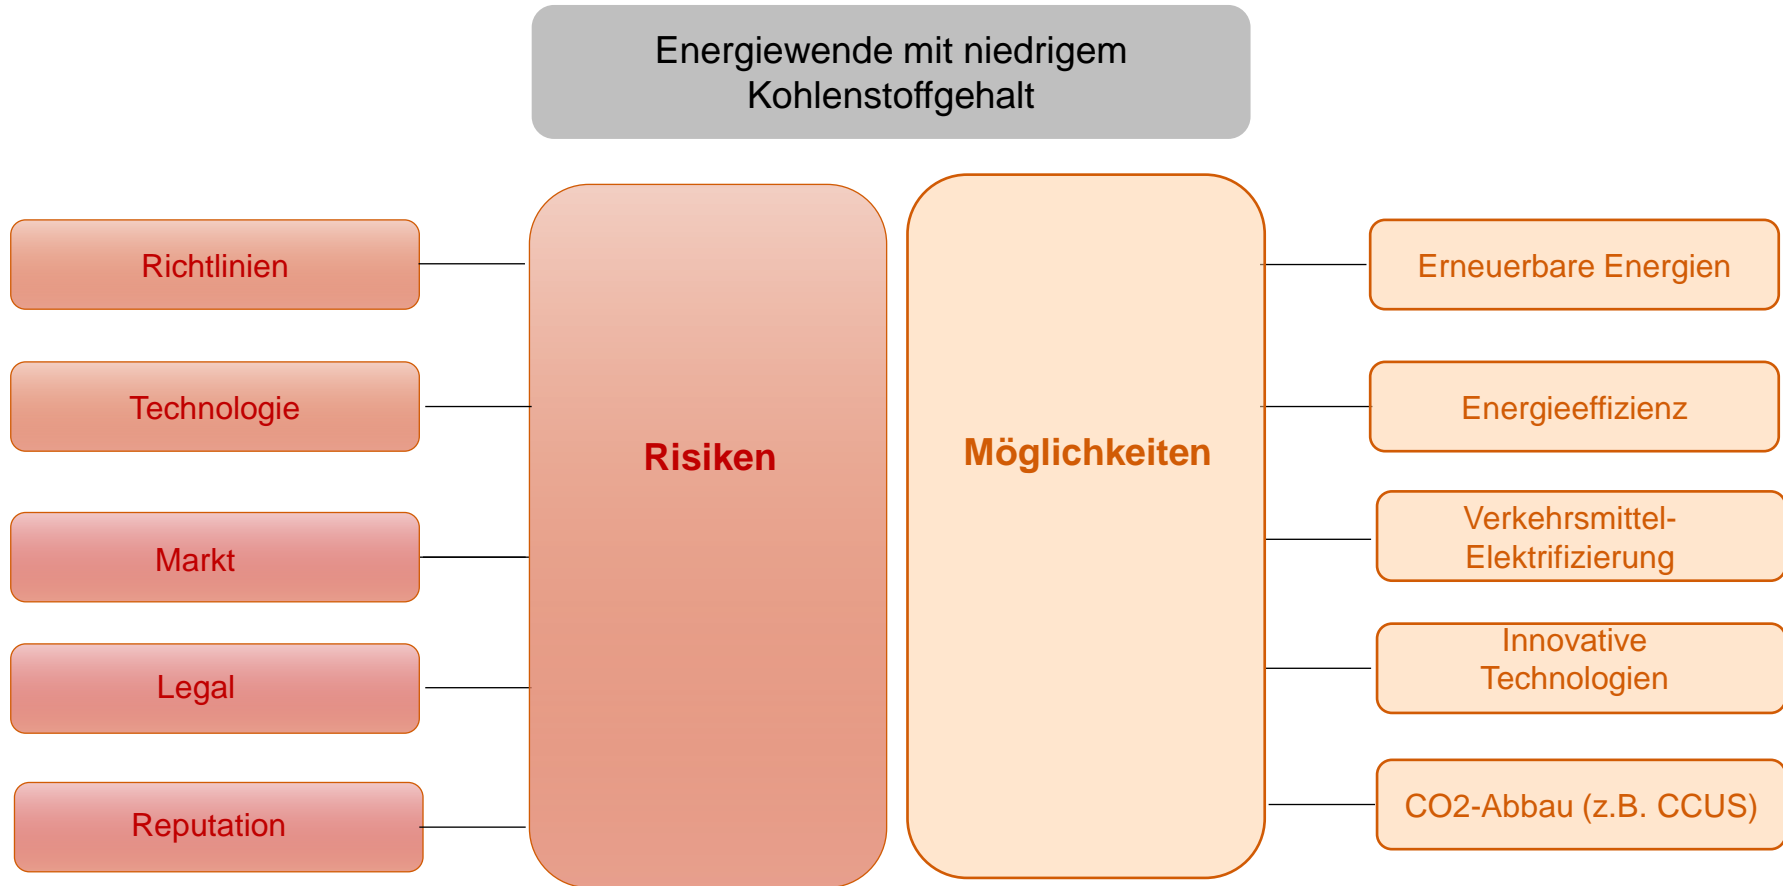 Energiewende mit niedrigem
Kohlenstoffgehalt
Richtlinien
Technologie
Markt
Legal
Reputation
Risiken
Möglichkeiten
Erneuerbare Energien
Energieeffizienz
Verkehrsmittel-
Elektrifizierung
Innovative
Technologien
CO2-Abbau (z.B. CCUS)